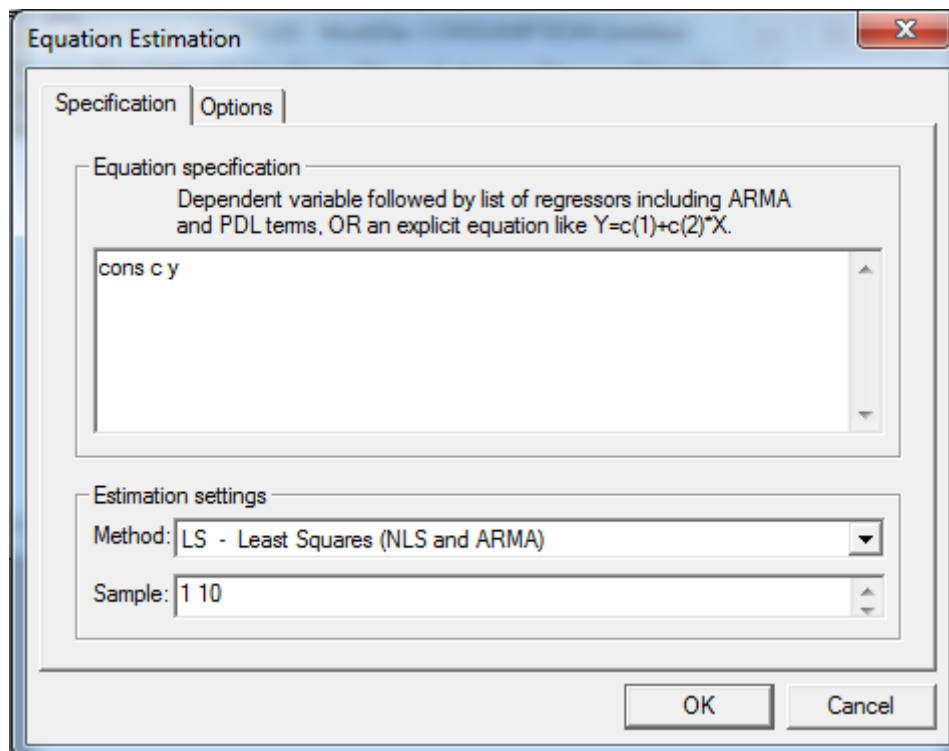 Equation Estimation
Specification
Options
Equation specification
Dependent variable followed by list of regressors including ARMA
and PDL terms, OR an explicit equation like Y=c(1)+c(2)*X.
cons c y
Estimation settings
Method: LS - Least Squares (NLS and ARMA)
Sample: 1 10
OK
Cancel